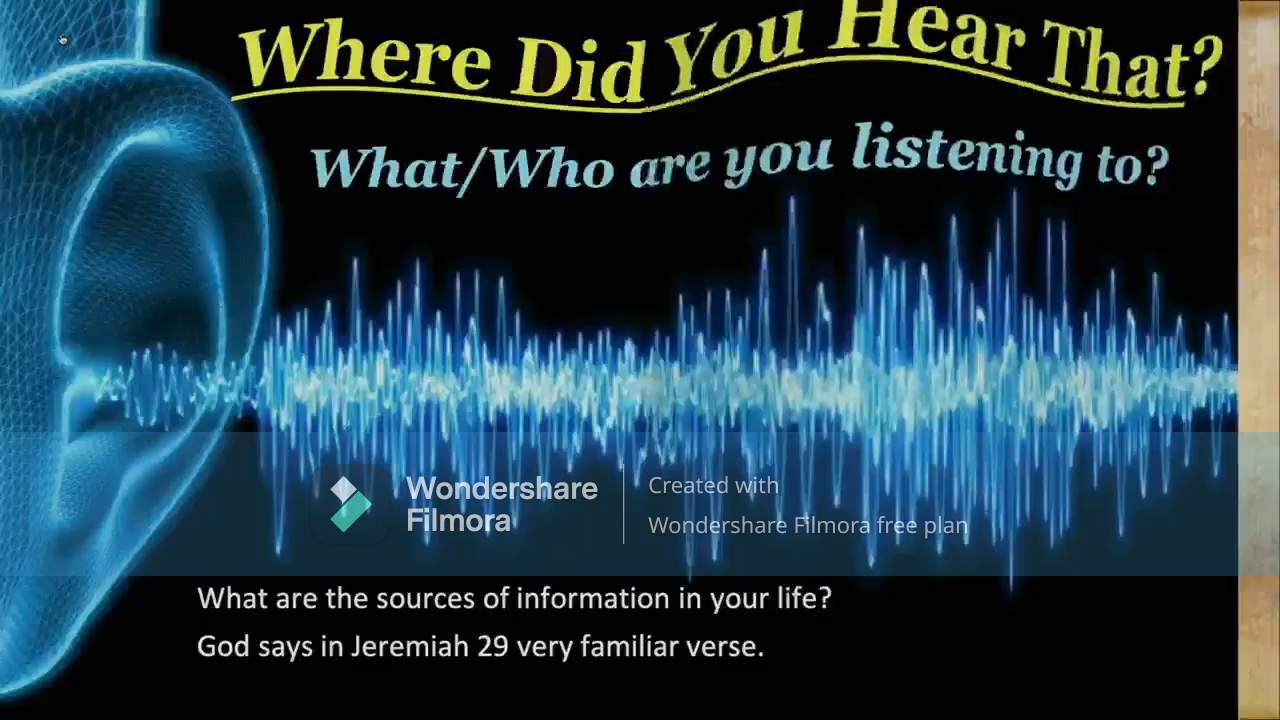 Where Did You Hear That?
What/Who are you listening to?
Wondershare
Filmora
Created with
Wondershare Filmora free plan
What are the sources of information in your life?
God says in Jeremiah 29 very familiar verse.